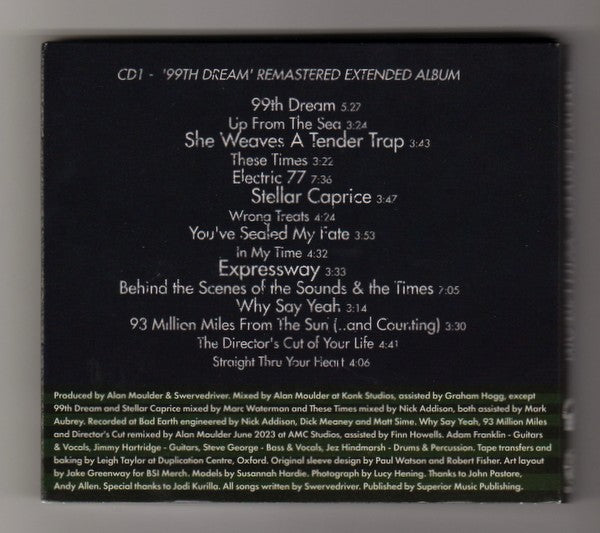 CD1 - '99TH DREAM' REMASTERED EXTENDED ALBUM
99th Dream 5.27
Up From The Sea 3:24
She Weaves A Tender Trap 3:43
These Times 3:22
Electric 77 7:36
Stellar Caprice 3:47
Wrong Treats 4:24
You've Sealed My Fate 3:53
In My Time 4:32
Expressway 3:33
Behind the Scenes of the Sounds & the Times 7:05
Why Say Yeah 3:14
93 Million Miles From The Sun (..and Counting) 3:30
The Director's Cut of Your Life 4:41
Straight Thru Your Heart 4:06
Produced by Alan Moulder & Swervedriver. Mixed by Alan Moulder at Konk Studios, assisted by Graham Hogg, except
99th Dream and Stellar Caprice mixed by Marc Waterman and These Times mixed by Nick Addison, both assisted by Mark
Aubrey. Recorded at Bad Earth engineered by Nick Addison, Dick Meaney and Matt Sime. Why Say Yeah, 93 Million Miles
and Director's Cut remixed by Alan Moulder June 2023 at AMC Studios, assisted by Finn Howells. Adam Franklin - Guitars
& Vocals, Jimmy Hartridge - Guitars, Steve George - Bass & Vocals, Jez Hindmarsh - Drums & Percussion. Tape transfers and
baking by Leigh Taylor at Duplication Centre, Oxford. Original sleeve design by Paul Watson and Robert Fisher. Art layout
by Jake Greenway for BSI Merch. Models by Susannah Hardie. Photograph by Lucy Hening. Thanks to John Pastore,
Andy Allen. Special thanks to Jodi Kurilla. All songs written by Swervedriver. Published by Superior Music Publishing.